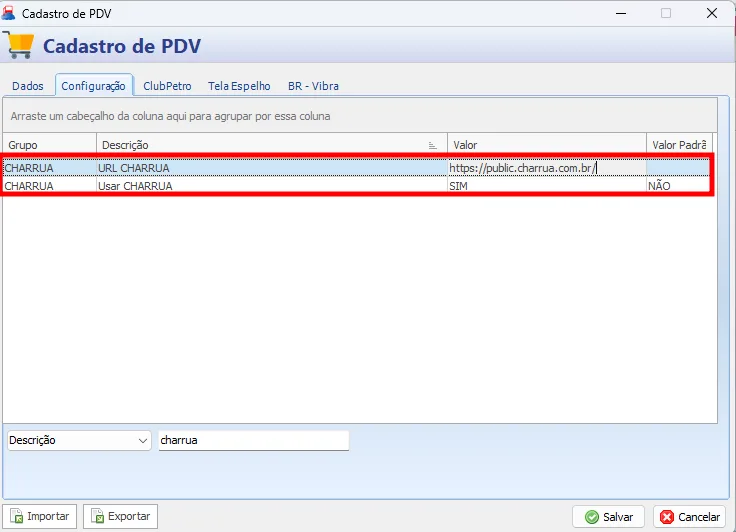 Cadastro de PDV
Cadastro de PDV
Dados Configuração ClubPetro Tela Espelho BR - Vibra
Arraste um cabeçalho da coluna aqui para agrupar por essa coluna
Grupo Descrição Valor Valor Padrã
CHARRUA URL CHARRUA https://public.charrua.com.br/
CHARRUA Usar CHARRUA SIM NÃO
Descrição charrua
Importar Exportar Salvar Cancelar